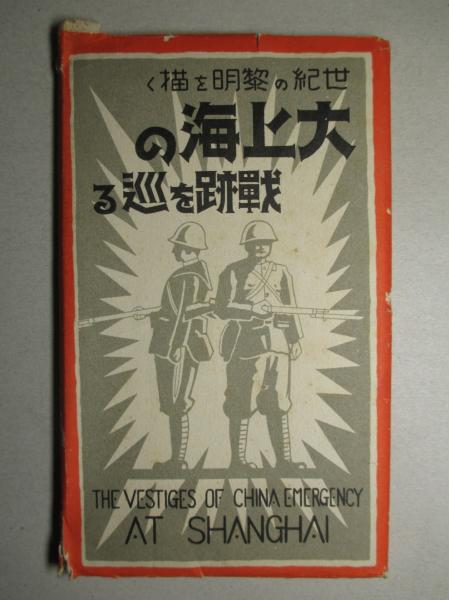 世紀の黎明を描く
大上海の
戰跡を巡る
THE VESTIGES OF CHINA EMERGENCY
AT SHANGHAI